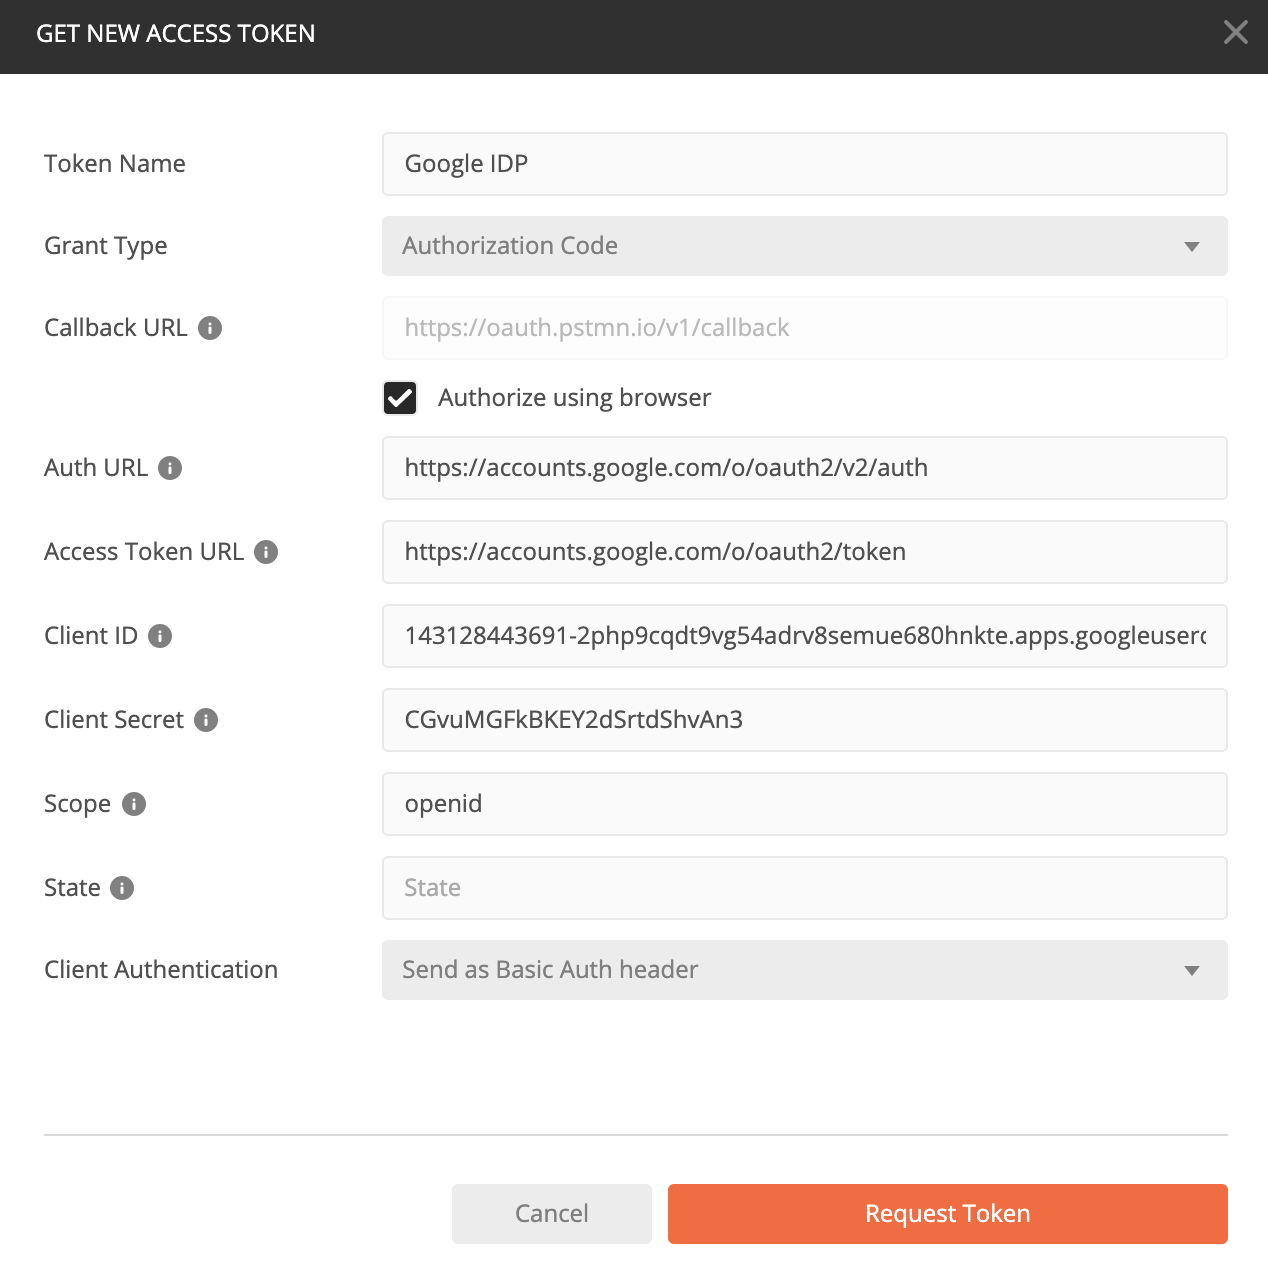 GET NEW ACCESS TOKEN
Token Name
Google IDP
Grant Type
Authorization Code
Callback URL
https://oauth.pstmn.io/v1/callback
Authorize using browser
Auth URL
https://accounts.google.com/o/oauth2/v2/auth
Access Token URL
https://accounts.google.com/o/oauth2/token
Client ID
143128443691-2php9cqdt9vg54adrv8semue680hnkte.apps.googleuserc
Client Secret
CGvuMGFkBKEY2dSrtdShvAn3
Scope
openid
State
State
Client Authentication
Send as Basic Auth header
Cancel
Request Token